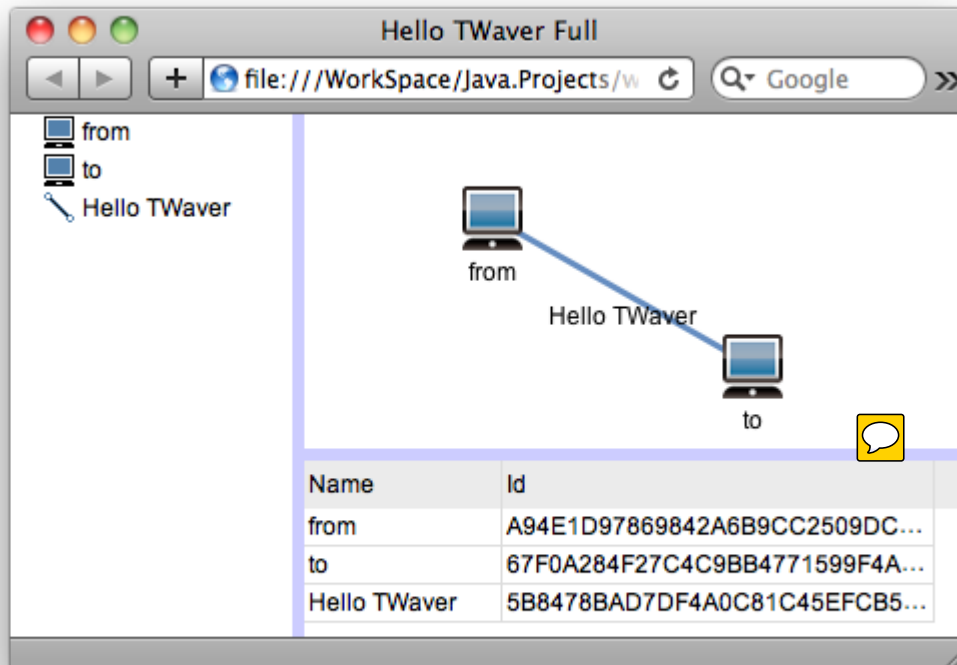 Hello TWaver Full
file:///WorkSpace/Java.Projects/w
Google
from
to
Hello TWaver
from
Hello TWaver
to
Name Id
from A94E1D97869842A6B9CC2509DC...
to 67F0A284F27C4C9BB4771599F4A...
Hello TWaver 5B8478BAD7DF4A0C81C45EFCB5...